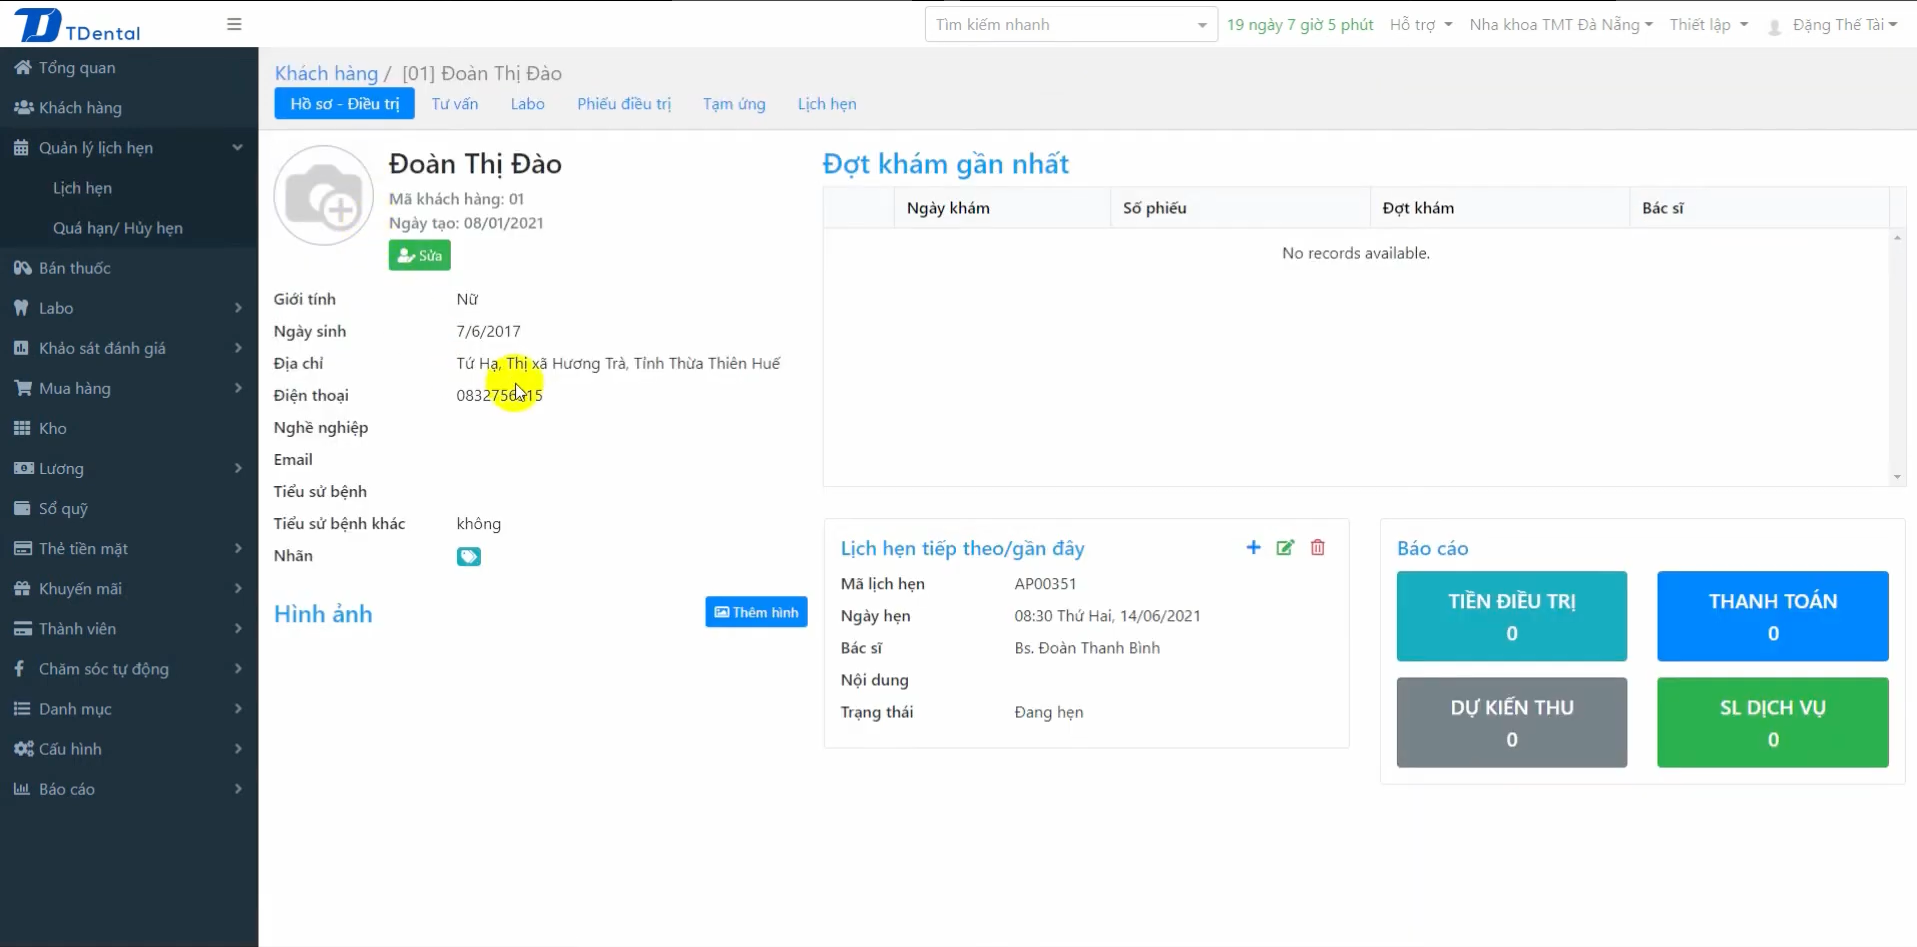 TDental
Tìm kiếm nhanh
19 ngày 7 giờ 5 phút
Hỗ trợ
Nha khoa TMT Đà Nẵng
Thiết lập
Đặng Thế Tài
Tổng quan
Khách hàng
Quản lý lịch hẹn
Lịch hẹn
Quá hạn/ Hủy hẹn
Bán thuốc
Labo
Khảo sát đánh giá
Mua hàng
Kho
Lương
Sổ quỹ
Thẻ tiền mặt
Khuyến mãi
Thành viên
Chăm sóc tự động
Danh mục
Cấu hình
Báo cáo
Khách hàng / [01] Đoàn Thị Đào
Hồ sơ - Điều trị
Tư vấn
Labo
Phiếu điều trị
Tạm ứng
Lịch hẹn
Đoàn Thị Đào
Mã khách hàng: 01
Ngày tạo: 08/01/2021
Sửa
Giới tính Nữ
Ngày sinh 7/6/2017
Địa chỉ Tứ Hạ, Thị xã Hương Trà, Tỉnh Thừa Thiên Huế
Điện thoại
Nghề nghiệp
Email
Tiểu sử bệnh
Tiểu sử bệnh khác không
Nhãn
Hình ảnh
Thêm hình
Đợt khám gần nhất
Ngày khám Số phiếu Đợt khám Bác sĩ
No records available.
Lịch hẹn tiếp theo/gần đây
Mã lịch hẹn AP00351
Ngày hẹn 08:30 Thứ Hai, 14/06/2021
Bác sĩ Bs. Đoàn Thanh Bình
Nội dung
Trạng thái Đang hẹn
Báo cáo
TIỀN ĐIỀU TRỊ
0
THANH TOÁN
0
DỰ KIẾN THU
0
SL DỊCH VỤ
0